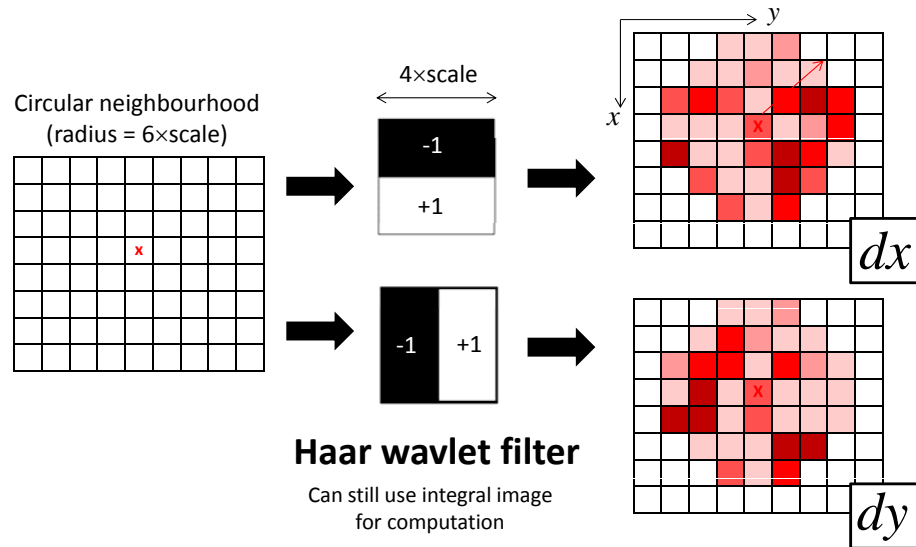 y
4×scale
Circular neighbourhood
(radius = 6×scale)
x
-1
+1
x
x
dx
-1
+1
x
Haar wavlet filter
Can still use integral image
for computation
dy